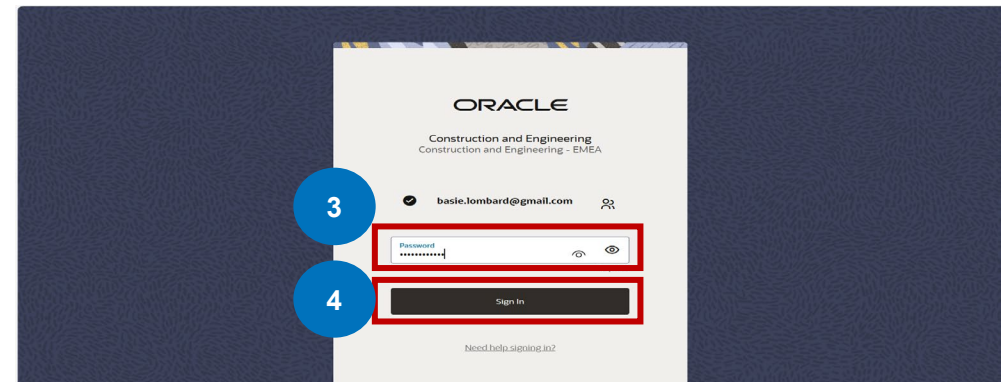 ORACLE
Construction and Engineering
Construction and Engineering - EMEA
3
basie.lombard@gmail.com
Password
••••••••••••
4
Sign In
Need help signing in?